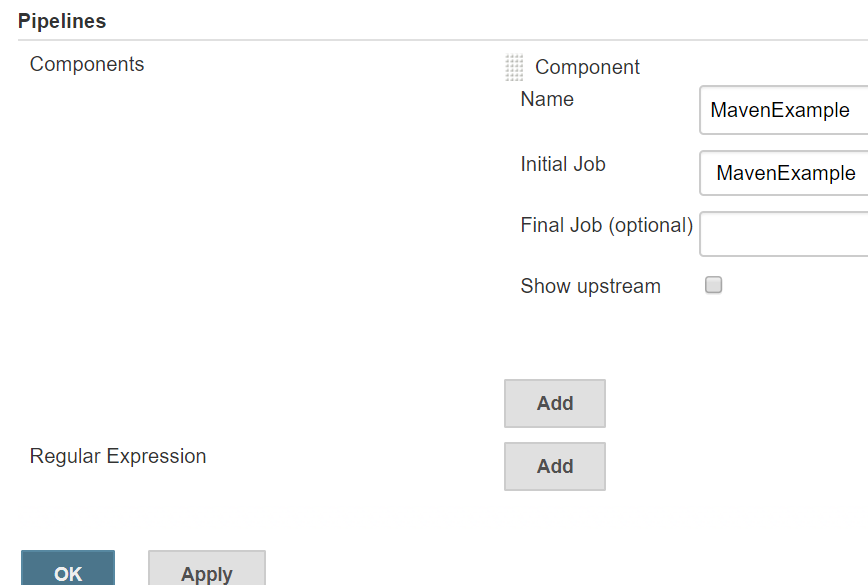 Pipelines
Components
Component
Name
MavenExample
Initial Job
MavenExample
Final Job (optional)
Show upstream
Add
Regular Expression
Add
OK
Apply